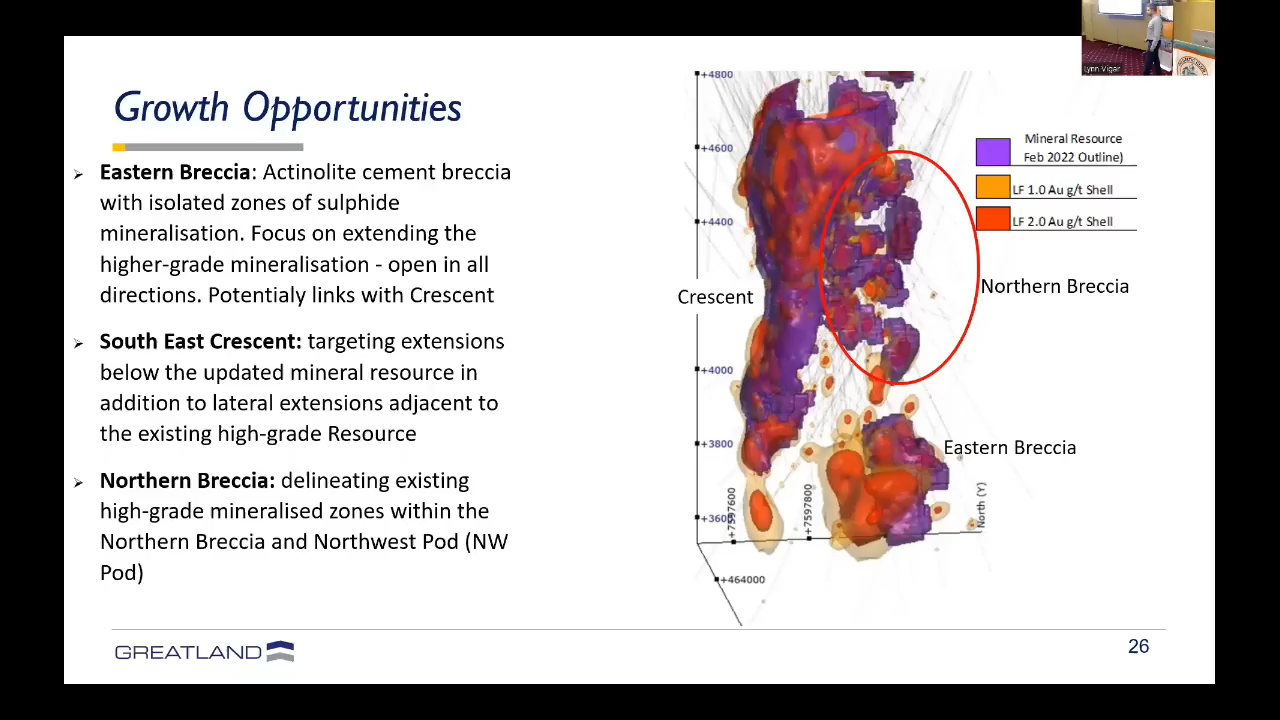 Lynn Vigar
Growth Opportunities
➢ Eastern Breccia: Actinolite cement breccia
with isolated zones of sulphide
mineralisation. Focus on extending the
higher-grade mineralisation - open in all
directions. Potentialy links with Crescent
➢ South East Crescent: targeting extensions
below the updated mineral resource in
addition to lateral extensions adjacent to
the existing high-grade Resource
➢ Northern Breccia: delineating existing
high-grade mineralised zones within the
Northern Breccia and Northwest Pod (NW
Pod)
+4800
+4600
+4400
+4000
+3800
+3600
+7597600
+7597800
North (Y)
+464000
Crescent
Northern Breccia
Eastern Breccia
Mineral Resource
Feb 2022 Outline)
LF 1.0 Au g/t Shell
LF 2.0 Au g/t Shell
GREATLAND
26